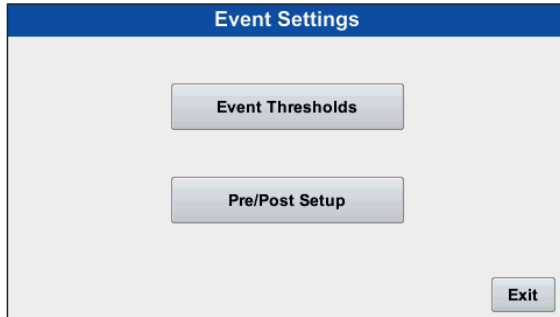 Event Settings
Event Thresholds
Pre/Post Setup
Exit